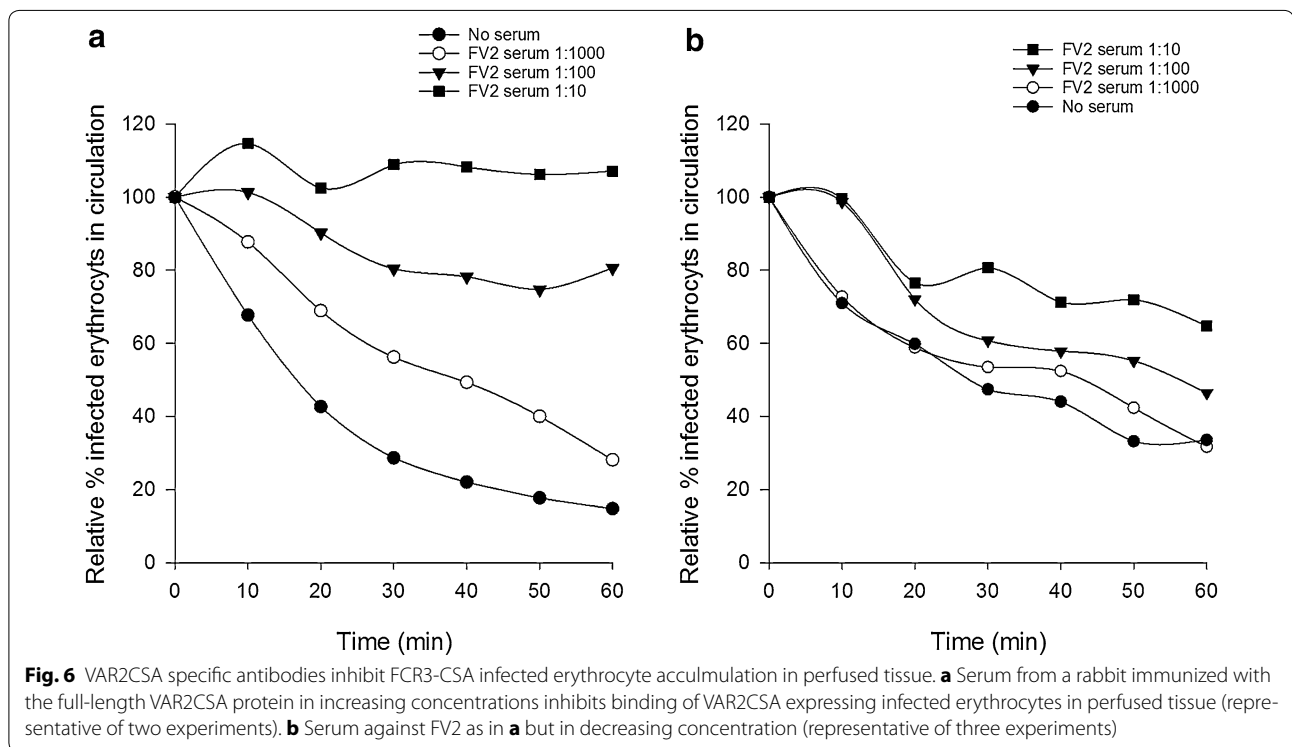 a
No serum
FV2 serum 1:1000
FV2 serum 1:100
FV2 serum 1:10
Relative % infected erythrocyts in circulation
120
100
80
60
40
20
0
0 10 20 30 40 50 60
Time (min)
b
FV2 serum 1:10
FV2 serum 1:100
FV2 serum 1:1000
No serum
Relative % infected erythrocyts in circulation
120
100
80
60
40
20
0
0 10 20 30 40 50 60
Time (min)
Fig. 6 VAR2CSA specific antibodies inhibit FCR3-CSA infected erythrocyte acculmulation in perfused tissue. a Serum from a rabbit immunized with
the full-length VAR2CSA protein in increasing concentrations inhibits binding of VAR2CSA expressing infected erythrocytes in perfused tissue (repre-
sentative of two experiments). b Serum against FV2 as in a but in decreasing concentration (representative of three experiments)